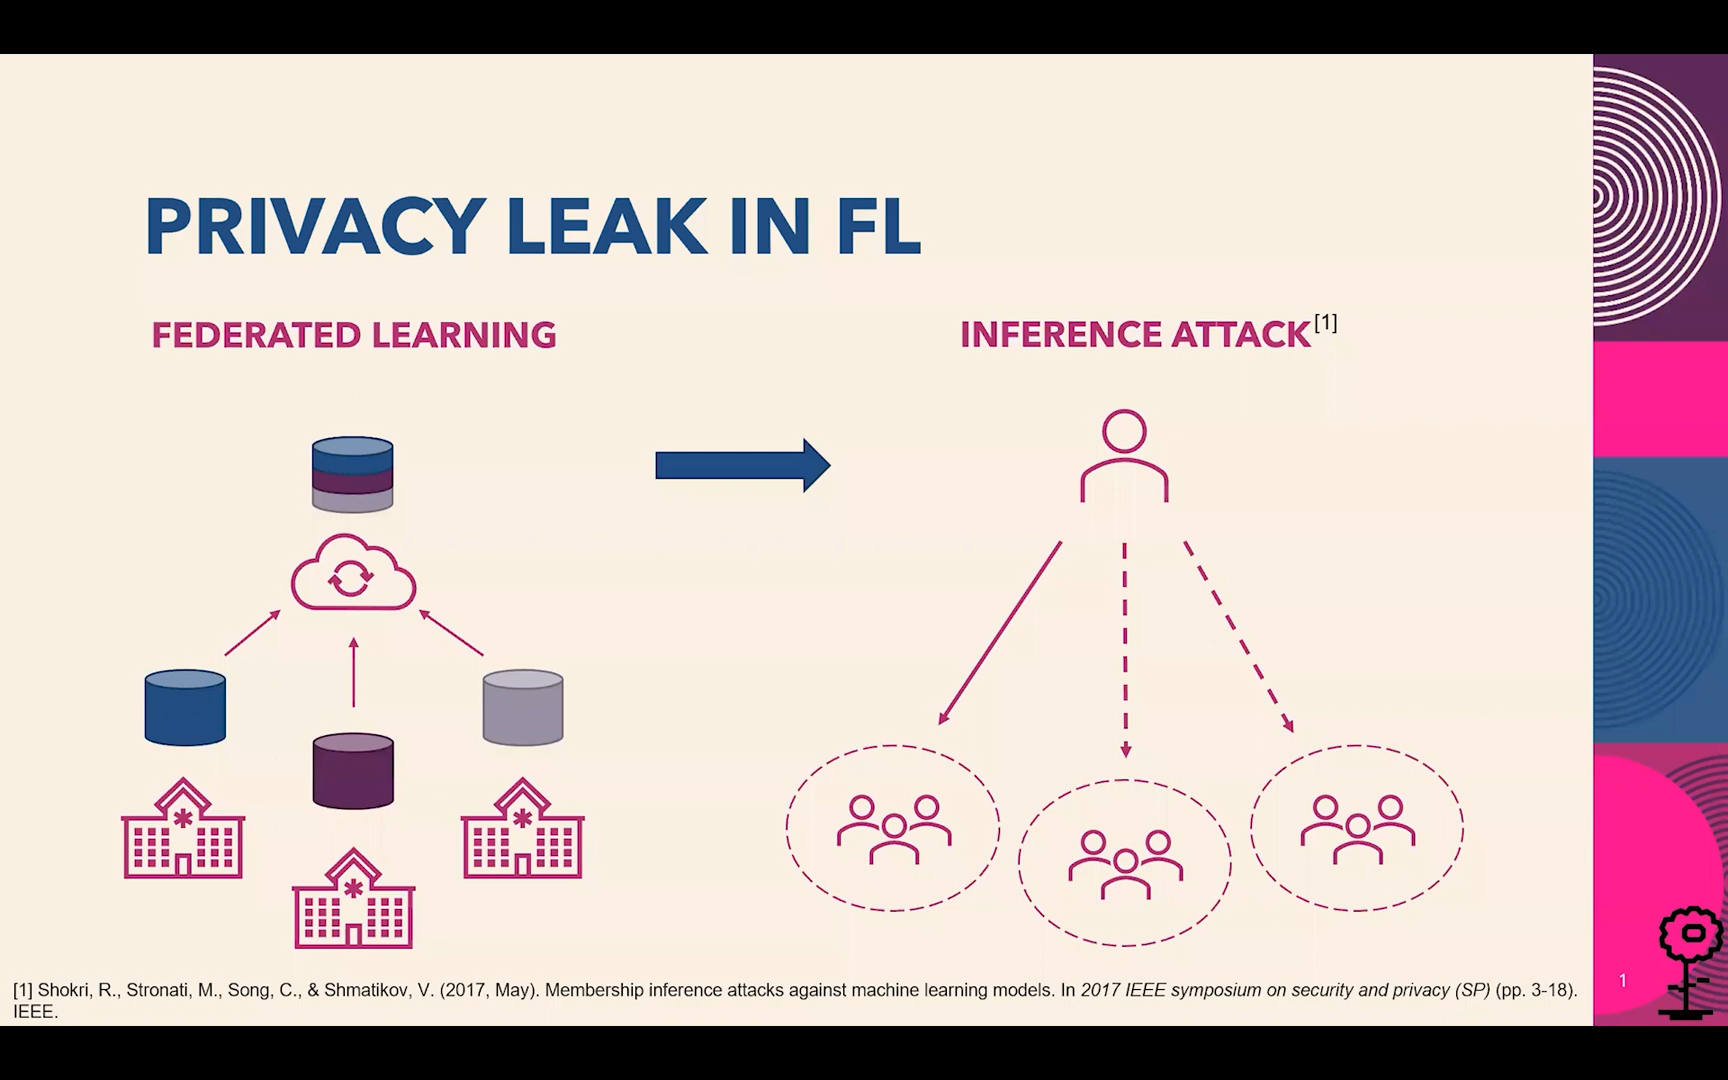 PRIVACY LEAK IN FL
FEDERATED LEARNING
INFERENCE ATTACK[1]
[1] Shokri, R., Stronati, M., Song, C., & Shmatikov, V. (2017, May). Membership inference attacks against machine learning models. In 2017 IEEE symposium on security and privacy (SP) (pp. 3-18).
IEEE.
1